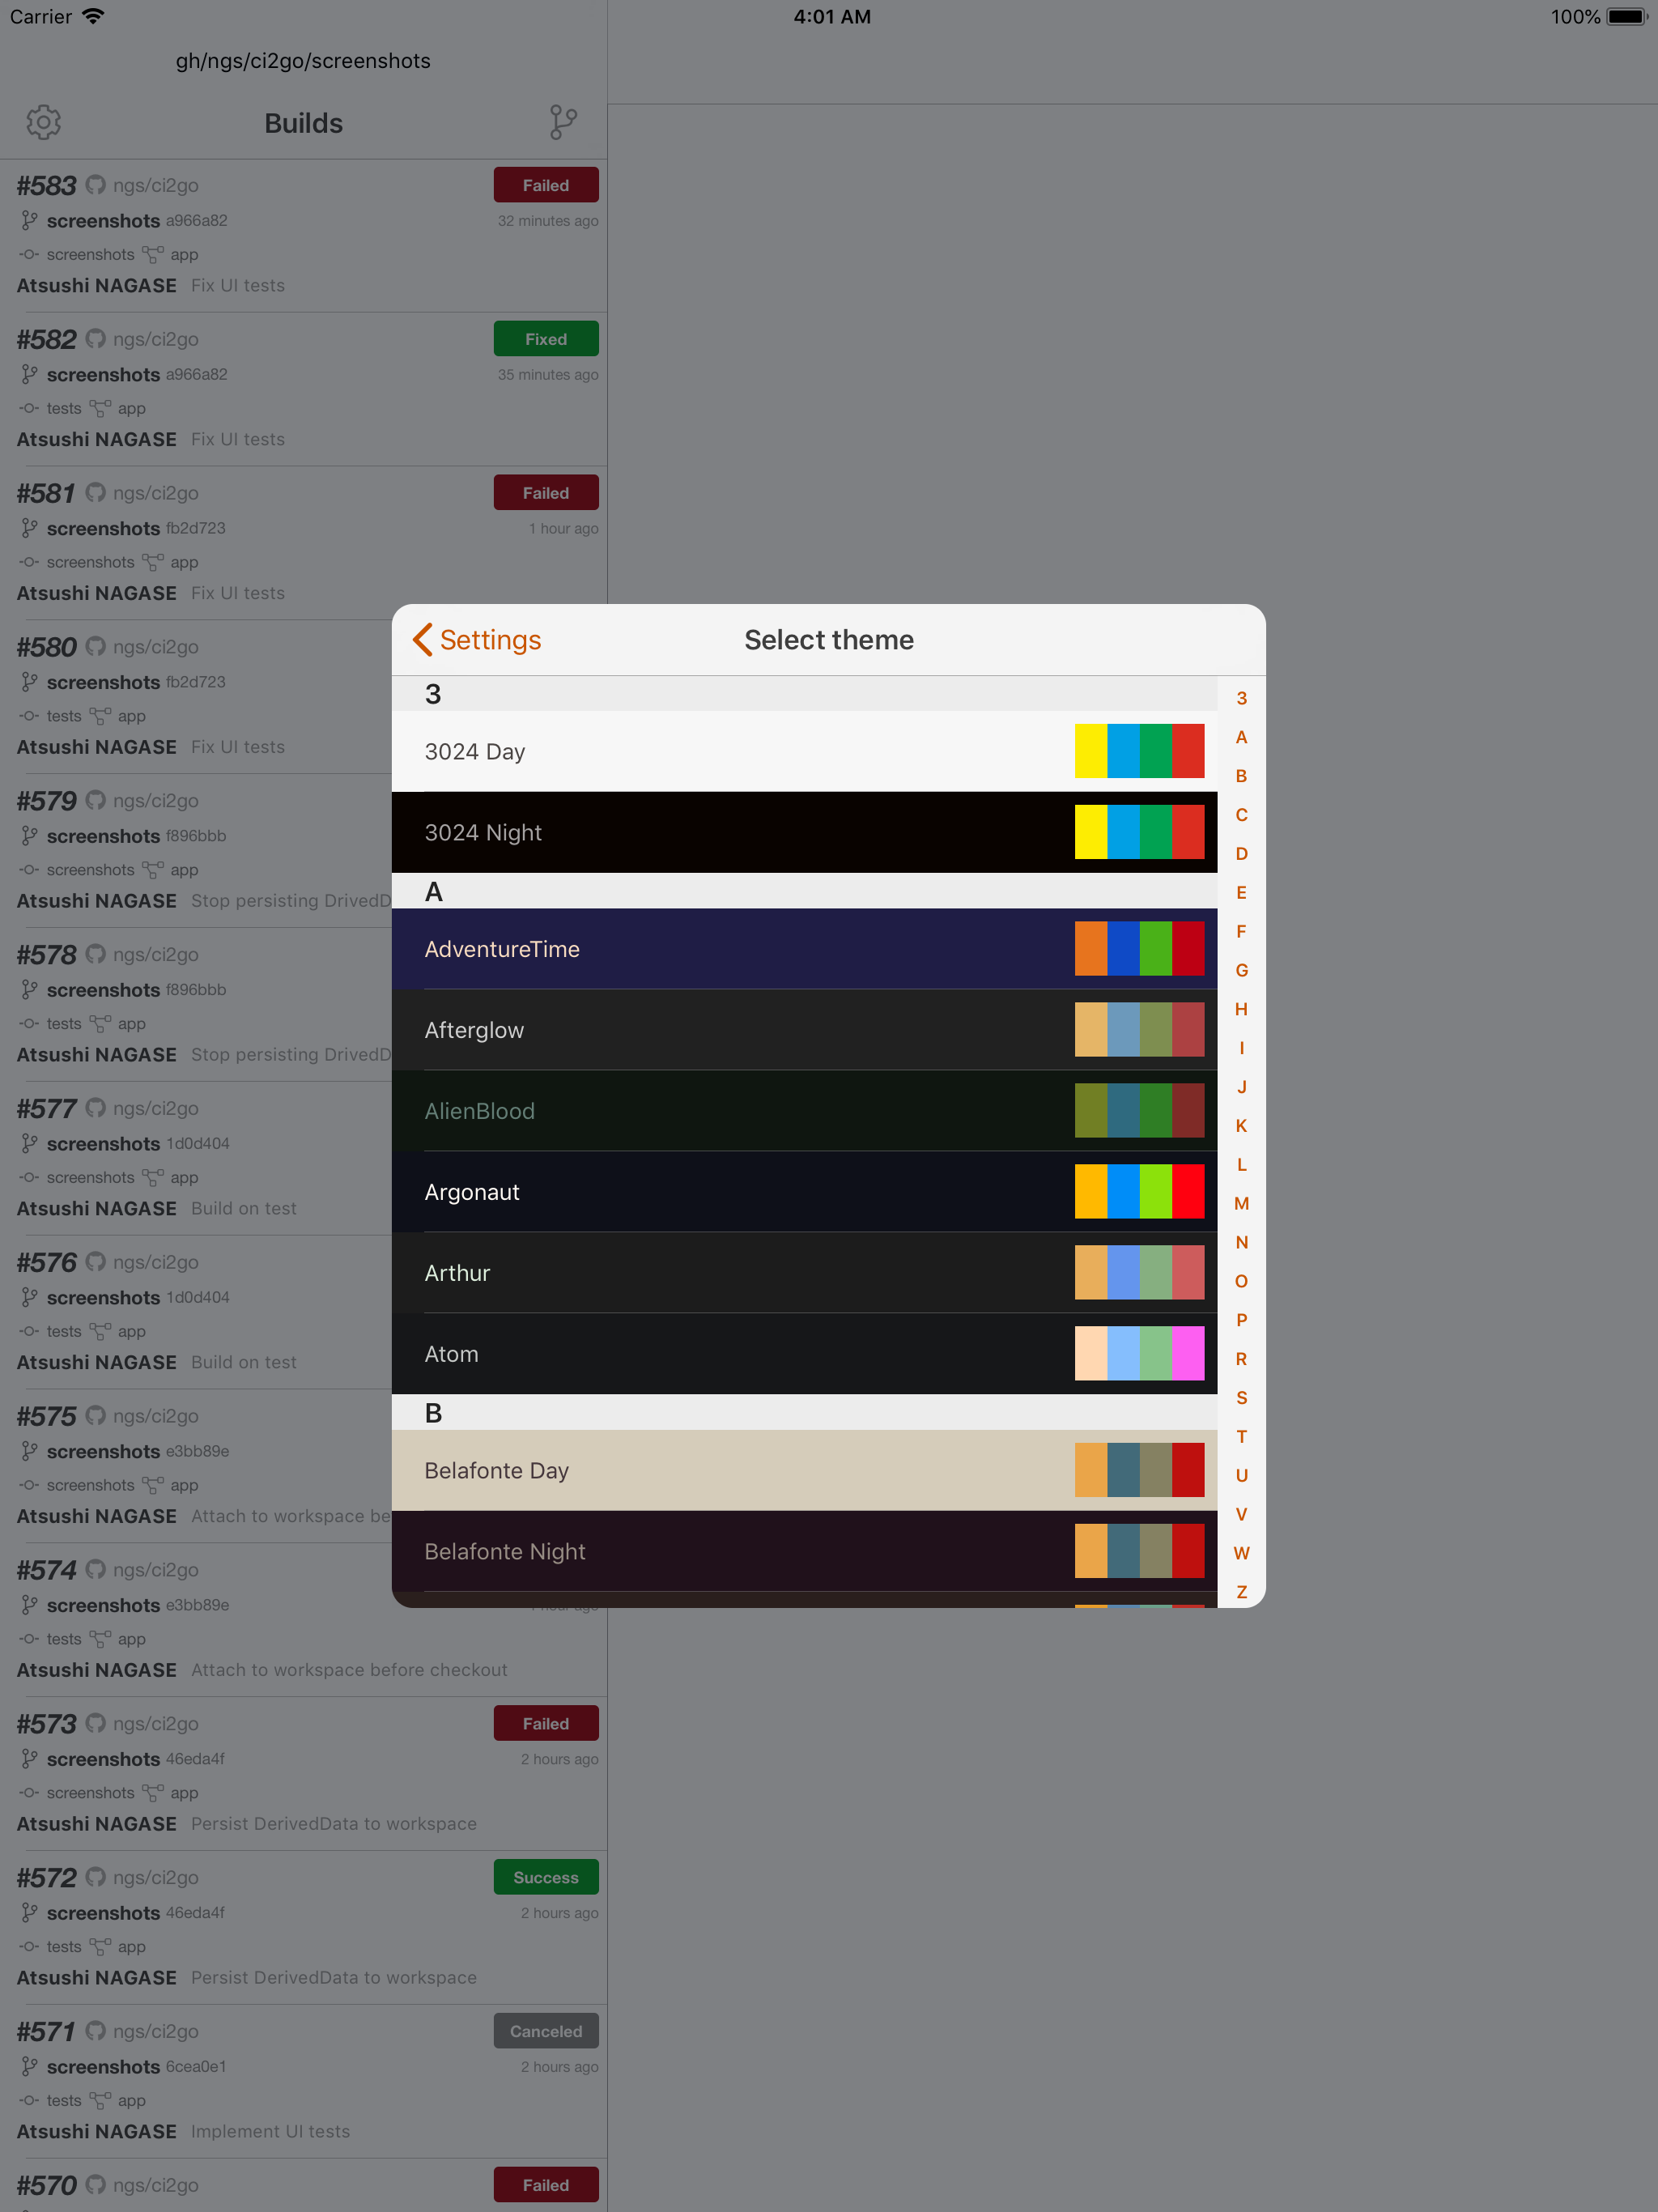 Carrier 4:01 AM 100%
gh/ngs/ci2go/screenshots
Builds
#583 ngs/ci2go Failed
screenshots a966a82 32 minutes ago
screenshots app
Atsushi NAGASE Fix UI tests
#582 ngs/ci2go Fixed
screenshots a966a82 35 minutes ago
tests app
Atsushi NAGASE Fix UI tests
#581 ngs/ci2go Failed
screenshots fb2d723 1 hour ago
screenshots app
Atsushi NAGASE Fix UI tests
#580 ngs/ci2go
screenshots fb2d723
tests app
Atsushi NAGASE Fix UI tests
#579 ngs/ci2go
screenshots f896bbb
screenshots app
Atsushi NAGASE Stop persisting DrivedD
#578 ngs/ci2go
screenshots f896bbb
tests app
Atsushi NAGASE Stop persisting DrivedD
#577 ngs/ci2go
screenshots 1d0d404
screenshots app
Atsushi NAGASE Build on test
#576 ngs/ci2go
screenshots 1d0d404
tests app
Atsushi NAGASE Build on test
#575 ngs/ci2go
screenshots e3bb89e
screenshots app
Atsushi NAGASE Attach to workspace be
#574 ngs/ci2go
screenshots e3bb89e
tests app
Atsushi NAGASE Attach to workspace before checkout
#573 ngs/ci2go Failed
screenshots 46eda4f 2 hours ago
screenshots app
Atsushi NAGASE Persist DerivedData to workspace
#572 ngs/ci2go Success
screenshots 46eda4f 2 hours ago
tests app
Atsushi NAGASE Persist DerivedData to workspace
#571 ngs/ci2go Canceled
screenshots 6cea0e1 2 hours ago
tests app
Atsushi NAGASE Implement UI tests
#570 ngs/ci2go Failed
Settings Select theme
3
3024 Day
3024 Night
A
AdventureTime
Afterglow
AlienBlood
Argonaut
Arthur
Atom
B
Belafonte Day
Belafonte Night
3
A
B
C
D
E
F
G
H
I
J
K
L
M
N
O
P
R
S
T
U
V
W
Z